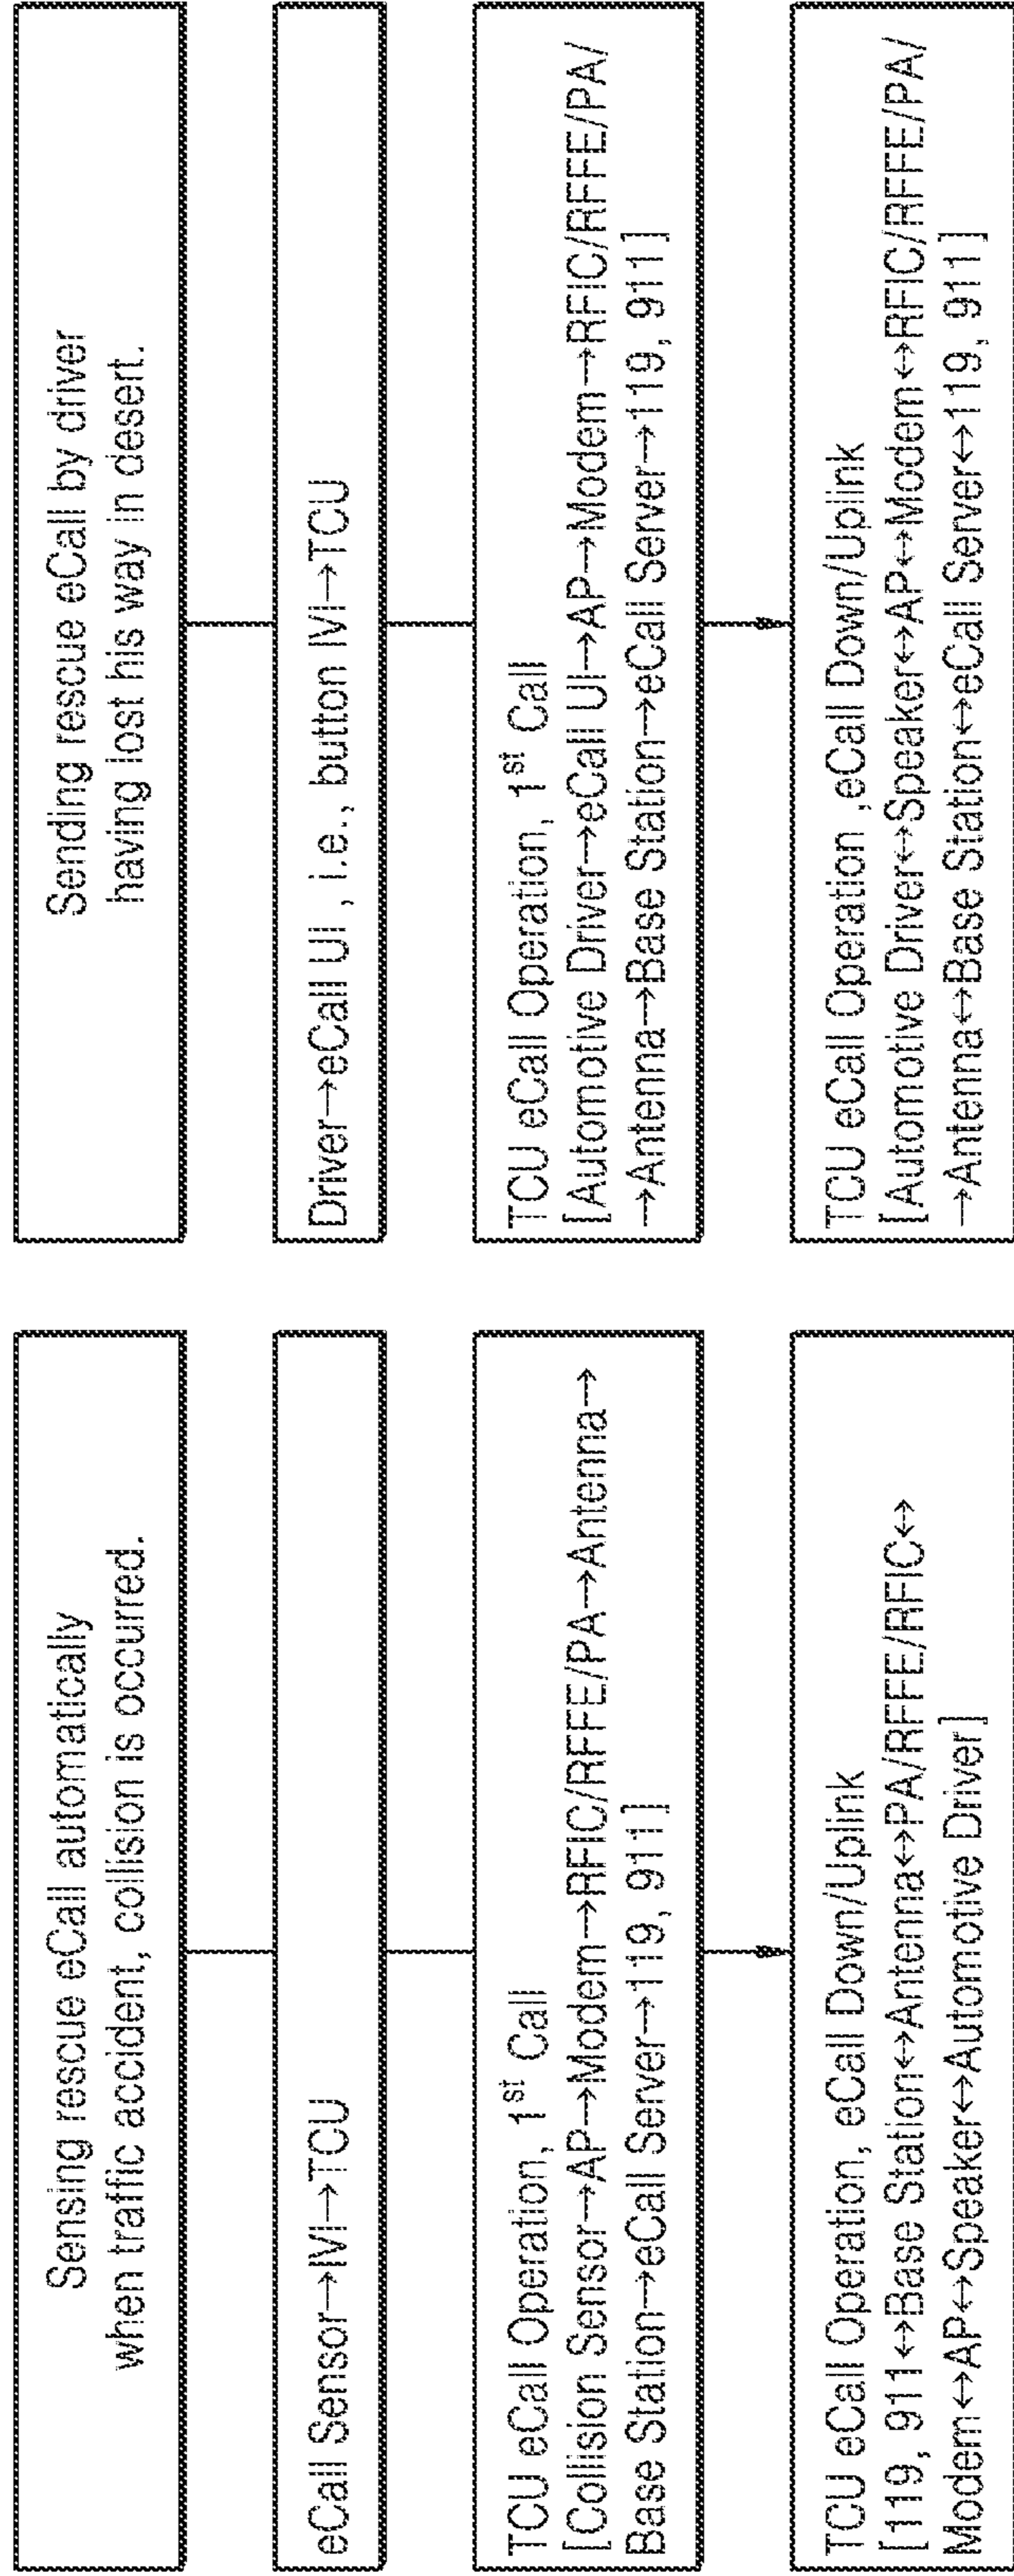 Sensing rescue eCall automatically
when traffic accident, collision is occurred.
eCall Sensor→IVI→TCU
TCU eCall Operation, 1st Call
[Collision Sensor→AP→Modem→RFIC/RFFE/PA→Antenna→
Base Station→eCall Server→119, 911]
TCU eCall Operation, eCall Down/Uplink
[119, 911↔Base Station↔Antenna↔PA/RFFE/RFIC↔
Modem↔AP↔Speaker↔Automotive Driver]
Sending rescue eCall by driver
having lost his way in desert.
Driver→eCall UI , i.e., button IVI→TCU
TCU eCall Operation, 1st Call
[Automotive Driver→eCall UI→AP→Modem→RFIC/RFFE/PA/
→Antenna→Base Station→eCall Server→119, 911]
TCU eCall Operation ,eCall Down/Uplink
[Automotive Driver↔Speaker↔AP↔Modem↔RFIC/RFFE/PA/
→Antenna↔Base Station↔eCall Server↔119, 911]